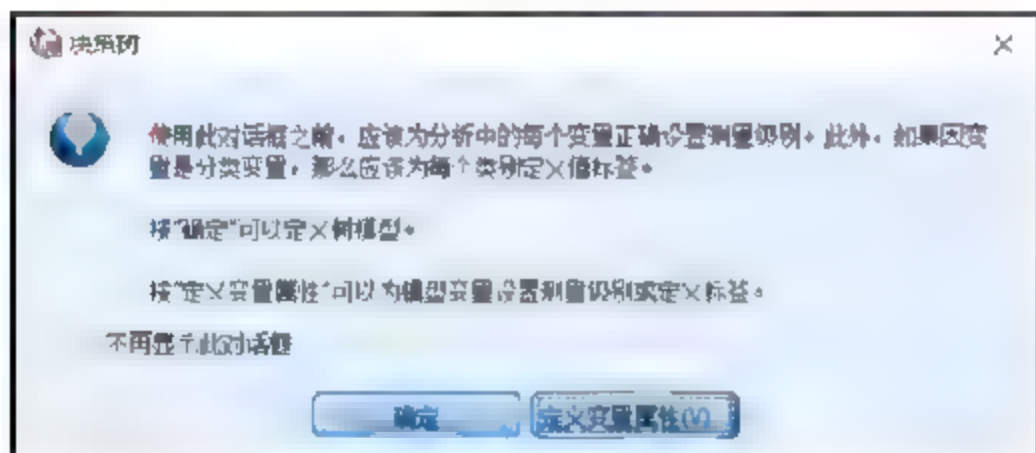 决策树
使用此对话框之前，应该为分析中的每个变量正确设置测量级别。此外，如果因变
量是分类变量，那么应该为每个类别定义值标签。
按"确定"可以定义树模型。
按"定义变量属性"可以为模型变量设置测量级别或定义标签。
不再显示此对话框
确定
定义变量属性(V)